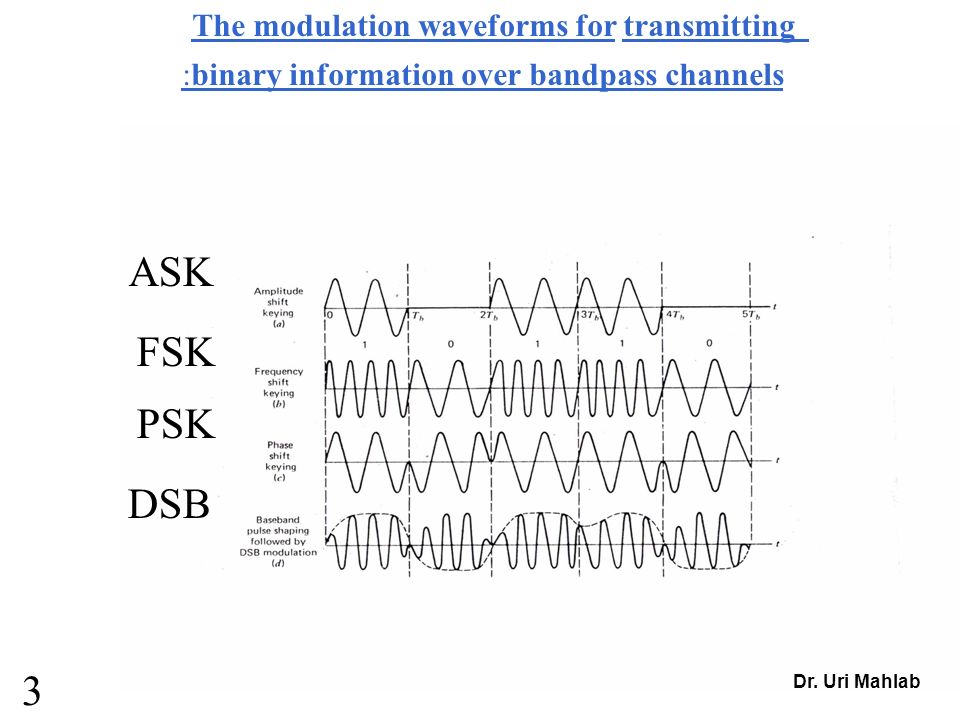 The modulation waveforms for transmitting
:binary information over bandpass channels
ASK
Amplitude
shift
keying
(a)
0 T_b 2T_b 3T_b 4T_b 5T_b t
1 0 1 1 0
FSK
Frequency
shift
keying
(b)
t
PSK
Phase
shift
keying
(c)
t
DSB
Baseband
pulse shaping
followed by
DSB modulation
(d)
t
3
Dr. Uri Mahlab